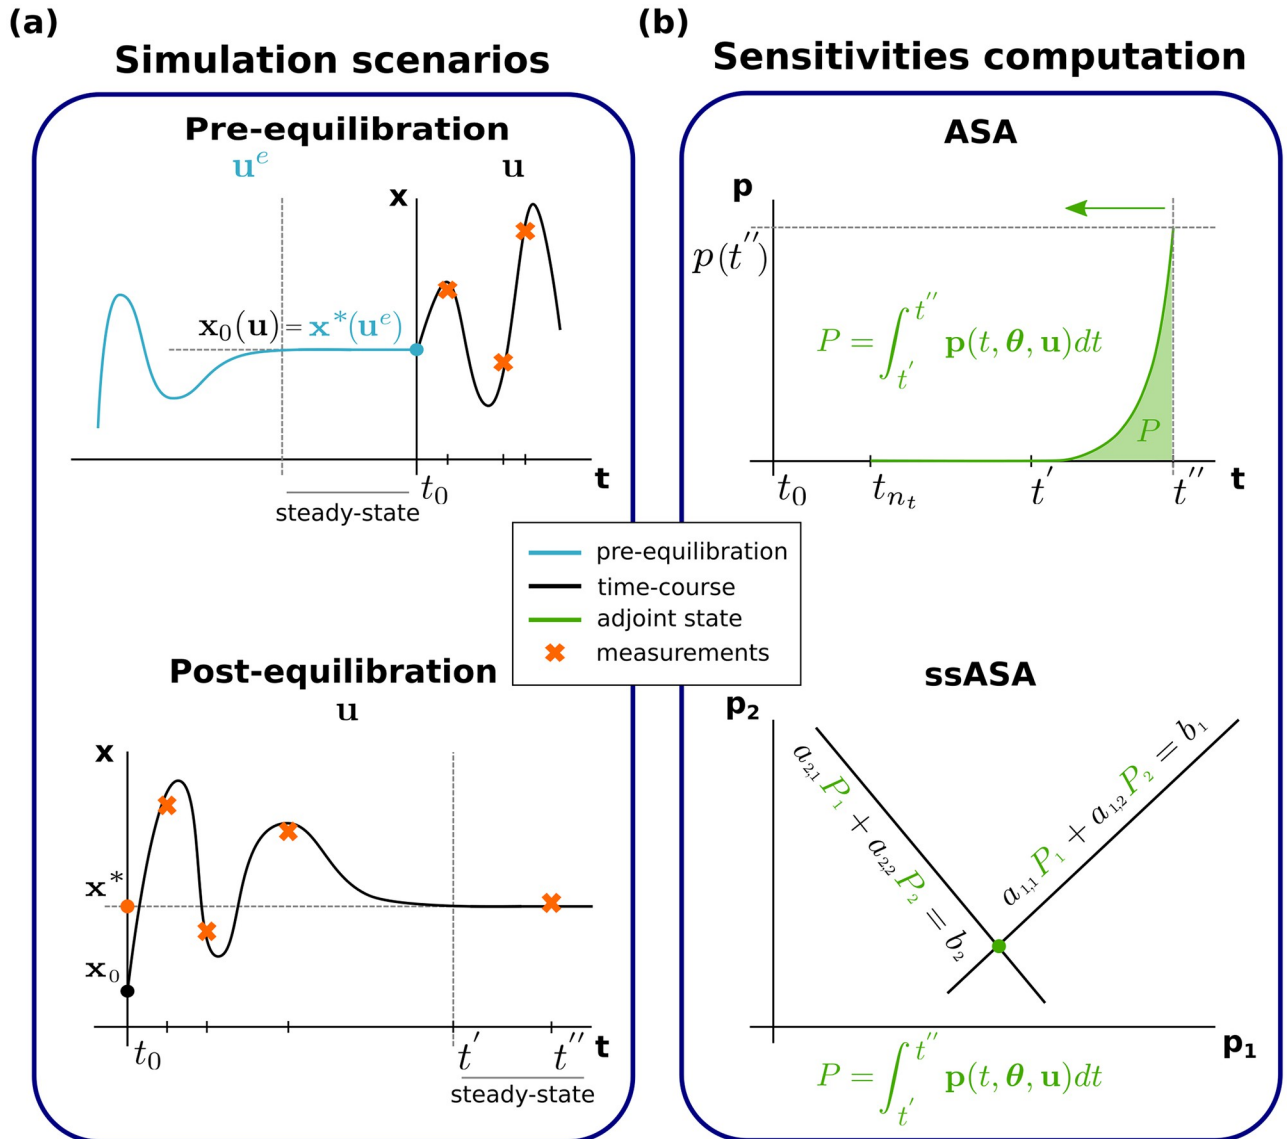 (a)
Simulation scenarios
Pre-equilibration
uᵉ
u
x
x₀(u) = x*(uᵉ)
t₀
t
steady-state
pre-equilibration
time-course
adjoint state
measurements
Post-equilibration
u
x
x*
x₀
t₀
t′
t″
t
steady-state
(b)
Sensitivities computation
ASA
p
p(t″)
P = ∫_{t′}^{t″} p(t, θ, u)dt
P
t₀
t_{n_t}
t′
t″
t
ssASA
p₂
a₂,₁P₁ + a₂,₂P₂ = b₂
a₁,₁P₁ + a₁,₂P₂ = b₁
p₁
P = ∫_{t′}^{t″} p(t, θ, u)dt